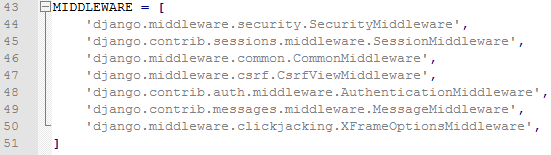 43 MIDDLEWARE = [
44     'django.middleware.security.SecurityMiddleware',
45     'django.contrib.sessions.middleware.SessionMiddleware',
46     'django.middleware.common.CommonMiddleware',
47     'django.middleware.csrf.CsrfViewMiddleware',
48     'django.contrib.auth.middleware.AuthenticationMiddleware',
49     'django.contrib.messages.middleware.MessageMiddleware',
50     'django.middleware.clickjacking.XFrameOptionsMiddleware',
51 ]